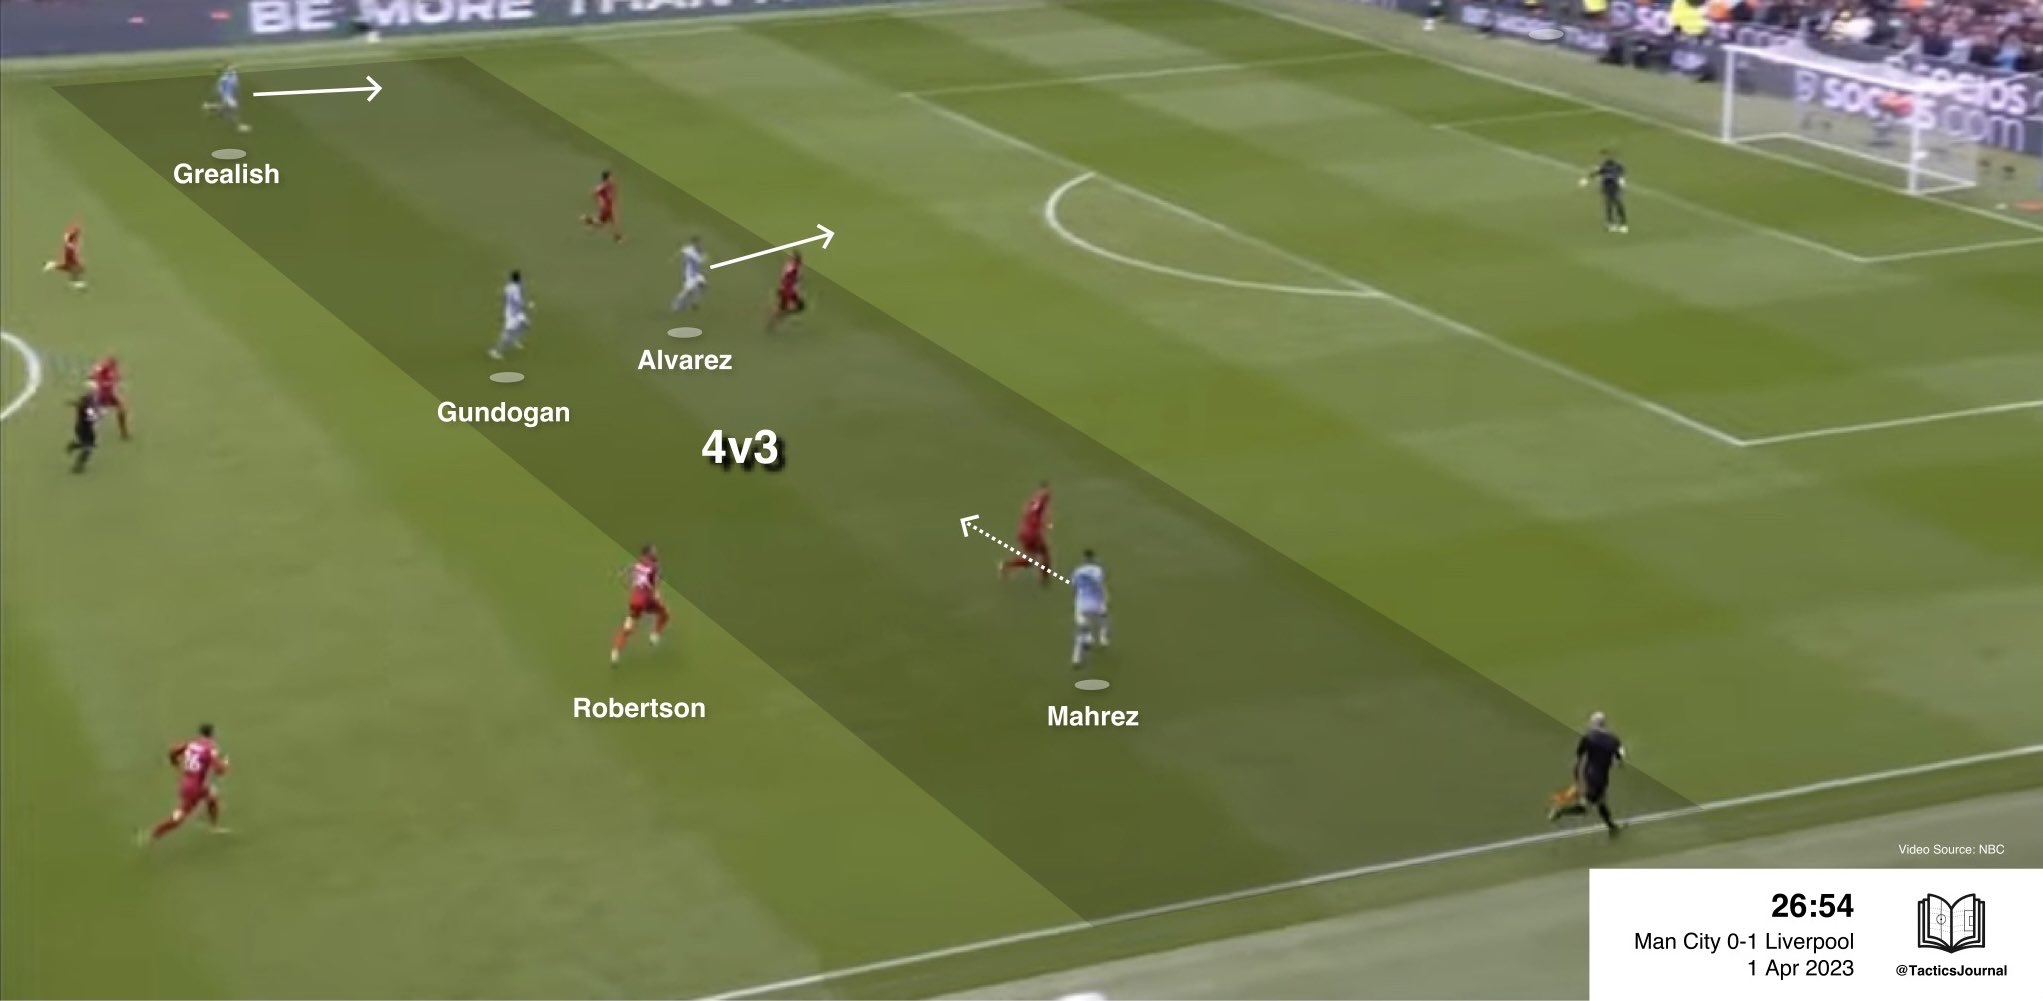 BE MORE THAN
Grealish
Alvarez
Gundogan
4v3
Robertson
Mahrez
Video Source: NBC
26:54
Man City 0-1 Liverpool
1 Apr 2023
@TacticsJournal